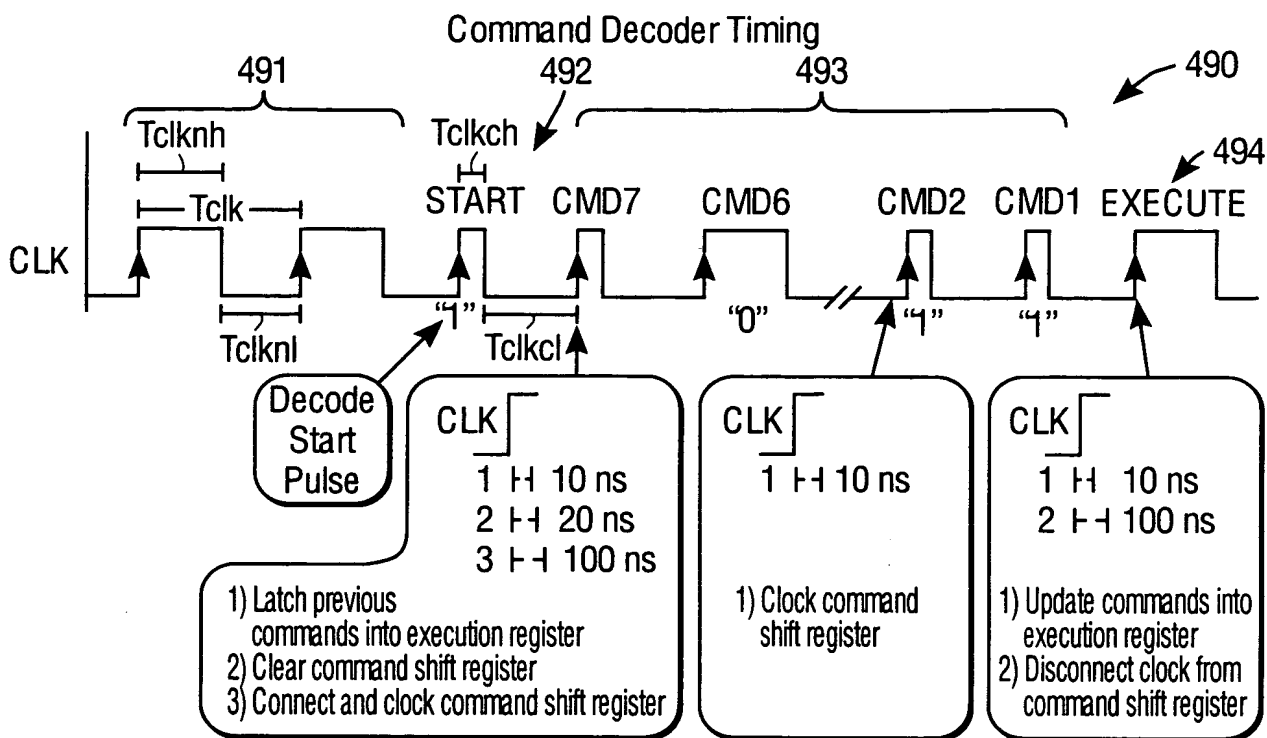 Command Decoder Timing
491
492
493
490
Tclknh
Tclkch
494
START
CMD7
CMD6
CMD2
CMD1
EXECUTE
Tclk
CLK
"1"
"0"
"1"
"1"
Tclknl
Tclkcl
Decode
Start
Pulse
CLK
1 10 ns
2 20 ns
3 100 ns
1) Latch previous
commands into execution register
2) Clear command shift register
3) Connect and clock command shift register
CLK
1 10 ns
1) Clock command
shift register
CLK
1 10 ns
2 100 ns
1) Update commands into
execution register
2) Disconnect clock from
command shift register